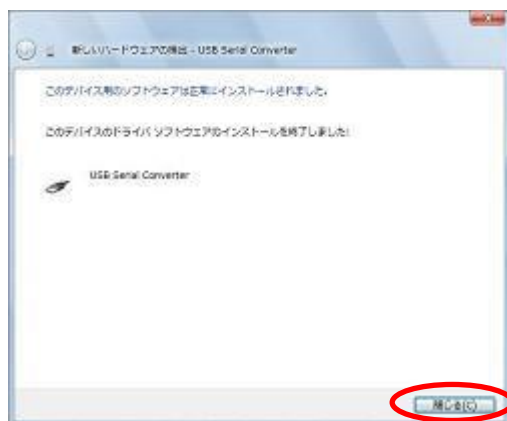 新しいハードウェアの検出 - USB Serial Converter
このデバイス用のソフトウェアは正常にインストールされました。
このデバイスのドライバ ソフトウェアのインストールを終了しました:
USB Serial Converter
閉じる(C)